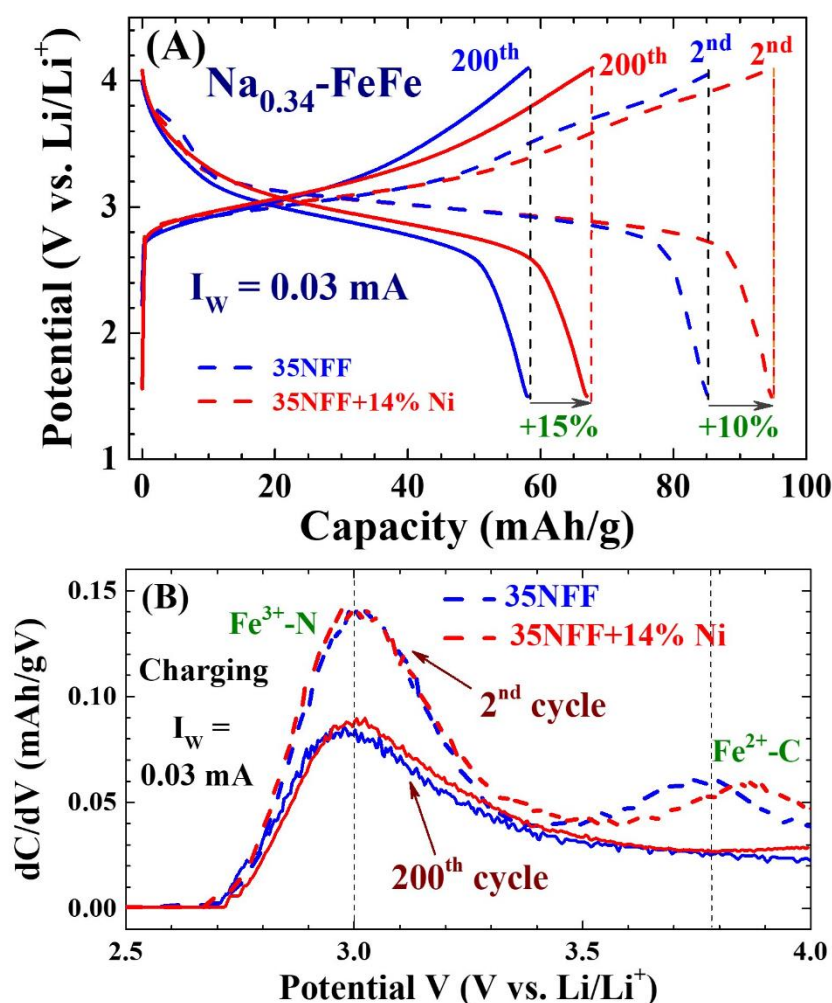 (A)
200th
2nd
200th
2nd
Na0.34-FeFe
IW = 0.03 mA
35NFF
35NFF+14% Ni
+15%
+10%
4
3
2
1
0
20
40
60
80
100
Potential (V vs. Li/Li+)
Capacity (mAh/g)
(B)
35NFF
35NFF+14% Ni
Fe3+-N
Charging
IW =
0.03 mA
2nd cycle
Fe2+-C
200th cycle
0.15
0.10
0.05
0.00
2.5
3.0
3.5
4.0
dC/dV (mAh/gV)
Potential V (V vs. Li/Li+)